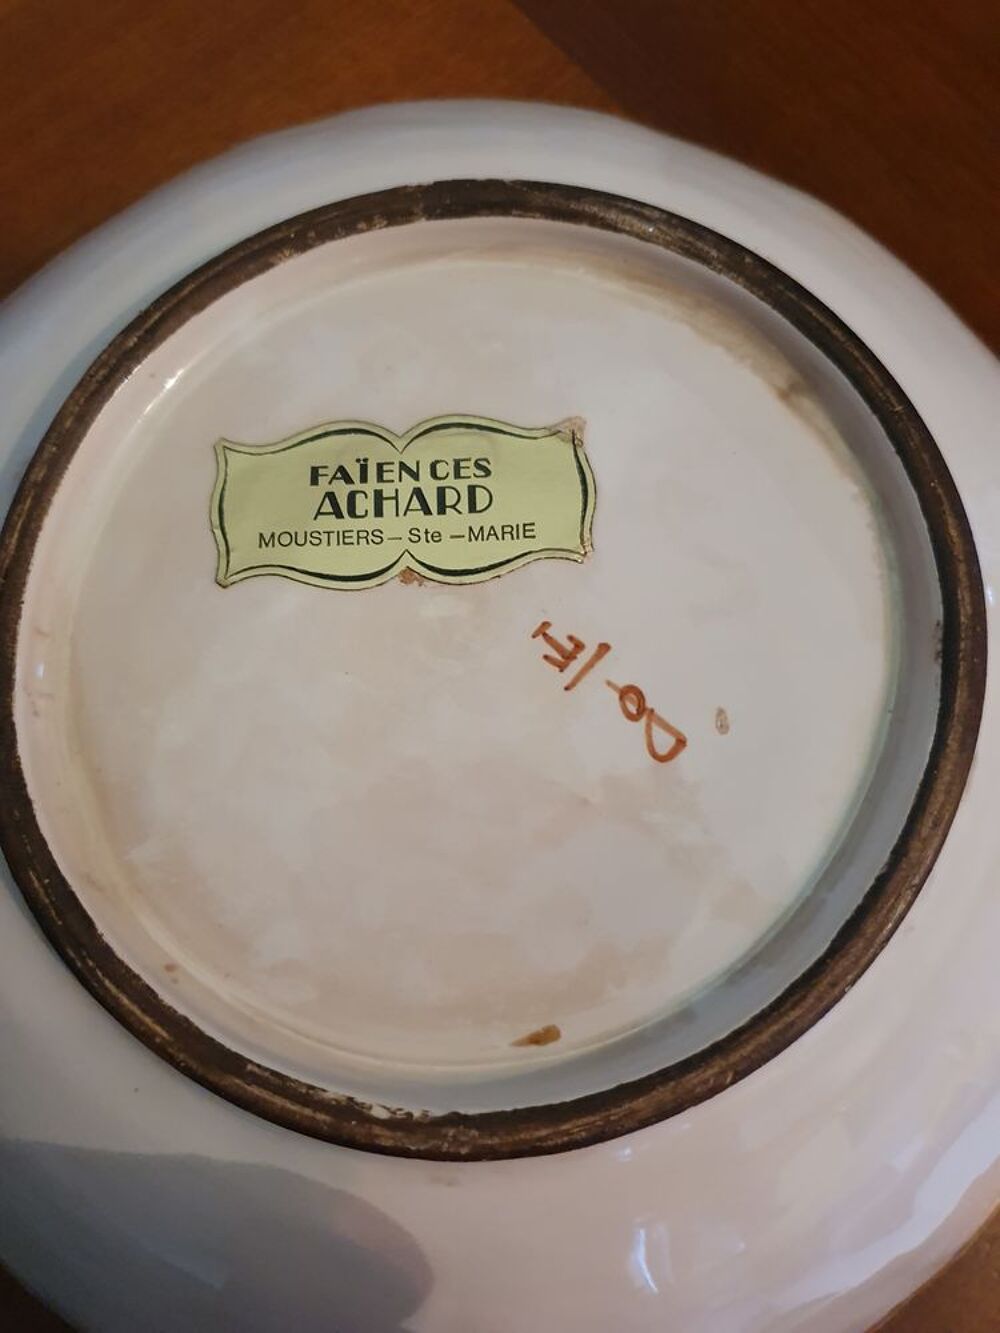 FAÏENCES
ACHARD
MOUSTIERS – Ste – MARIE